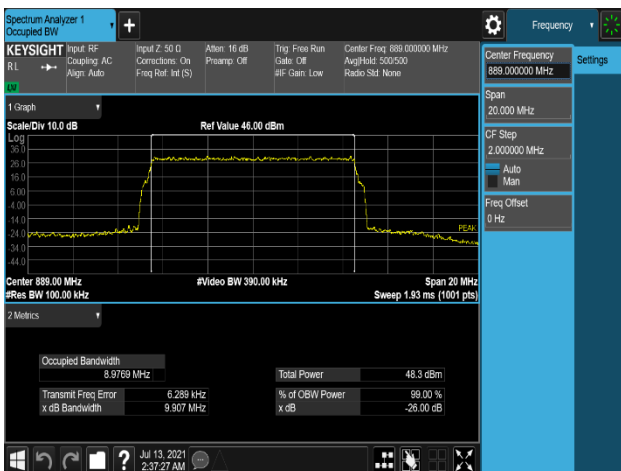 Spectrum Analyzer 1
Occupied BW
Frequency
KEYSIGHT
Input: RF
Input Z: 50 Ω
Atten: 16 dB
Trig: Free Run
Center Freq: 889.000000 MHz
RL
Coupling: AC
Corrections: On
Preamp: Off
Gate: Off
Avg|Hold: 500/500
Align: Auto
Freq Ref: Int (S)
#IF Gain: Low
Radio Std: None
LW
Center Frequency
889.000000 MHz
Settings
Span
20.000 MHz
CF Step
2.000000 MHz
Auto
Man
Freq Offset
0 Hz
1 Graph
Scale/Div 10.0 dB
Ref Value 46.00 dBm
Log
36.0
26.0
16.0
6.00
-4.00
-14.0
-24.0
-34.0
-44.0
PEAK
Center 889.00 MHz
#Video BW 390.00 kHz
Span 20 MHz
#Res BW 100.00 kHz
Sweep 1.93 ms (1001 pts)
2 Metrics
Occupied Bandwidth
8.9769 MHz
Total Power
48.3 dBm
Transmit Freq Error
6.289 kHz
% of OBW Power
99.00 %
x dB Bandwidth
9.907 MHz
x dB
-26.00 dB
?
Jul 13, 2021
2:37:27 AM